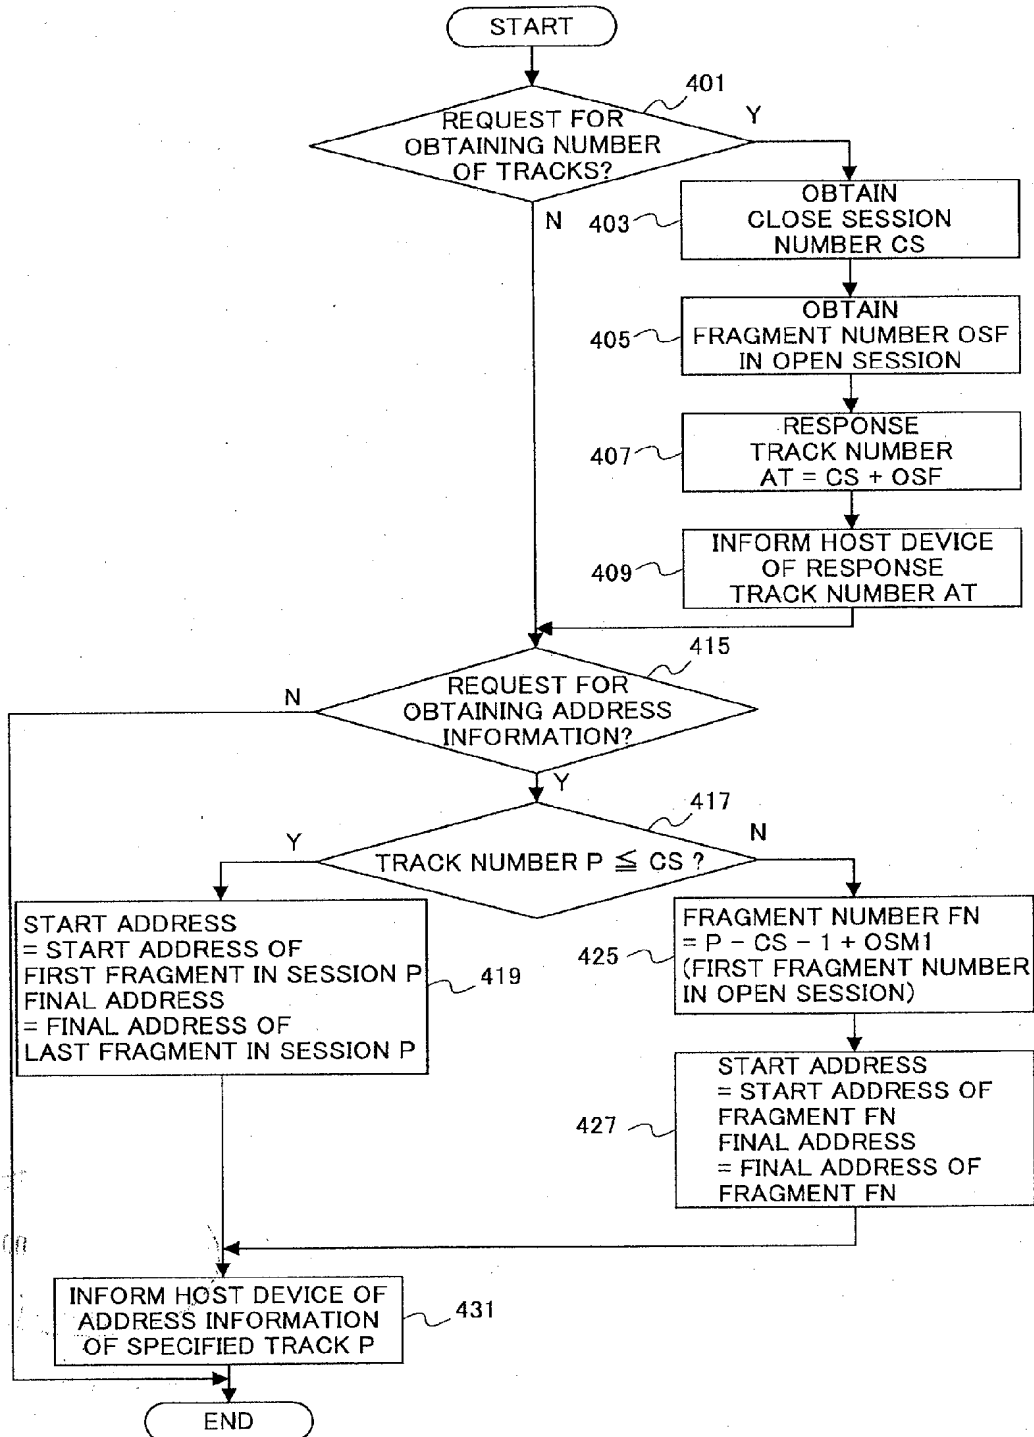 START
401
REQUEST FOR
OBTAINING NUMBER
OF TRACKS?
Y
N
403
OBTAIN
CLOSE SESSION
NUMBER CS
405
OBTAIN
FRAGMENT NUMBER OSF
IN OPEN SESSION
407
RESPONSE
TRACK NUMBER
AT = CS + OSF
409
INFORM HOST DEVICE
OF RESPONSE
TRACK NUMBER AT
415
REQUEST FOR
OBTAINING ADDRESS
INFORMATION?
N
Y
417
TRACK NUMBER P ≦ CS ?
Y
N
START ADDRESS
= START ADDRESS OF
FIRST FRAGMENT IN SESSION P
FINAL ADDRESS
= FINAL ADDRESS OF
LAST FRAGMENT IN SESSION P
419
425
FRAGMENT NUMBER FN
= P - CS - 1 + OSM1
(FIRST FRAGMENT NUMBER
IN OPEN SESSION)
427
START ADDRESS
= START ADDRESS OF
FRAGMENT FN
FINAL ADDRESS
= FINAL ADDRESS OF
FRAGMENT FN
INFORM HOST DEVICE OF
ADDRESS INFORMATION
OF SPECIFIED TRACK P
431
END